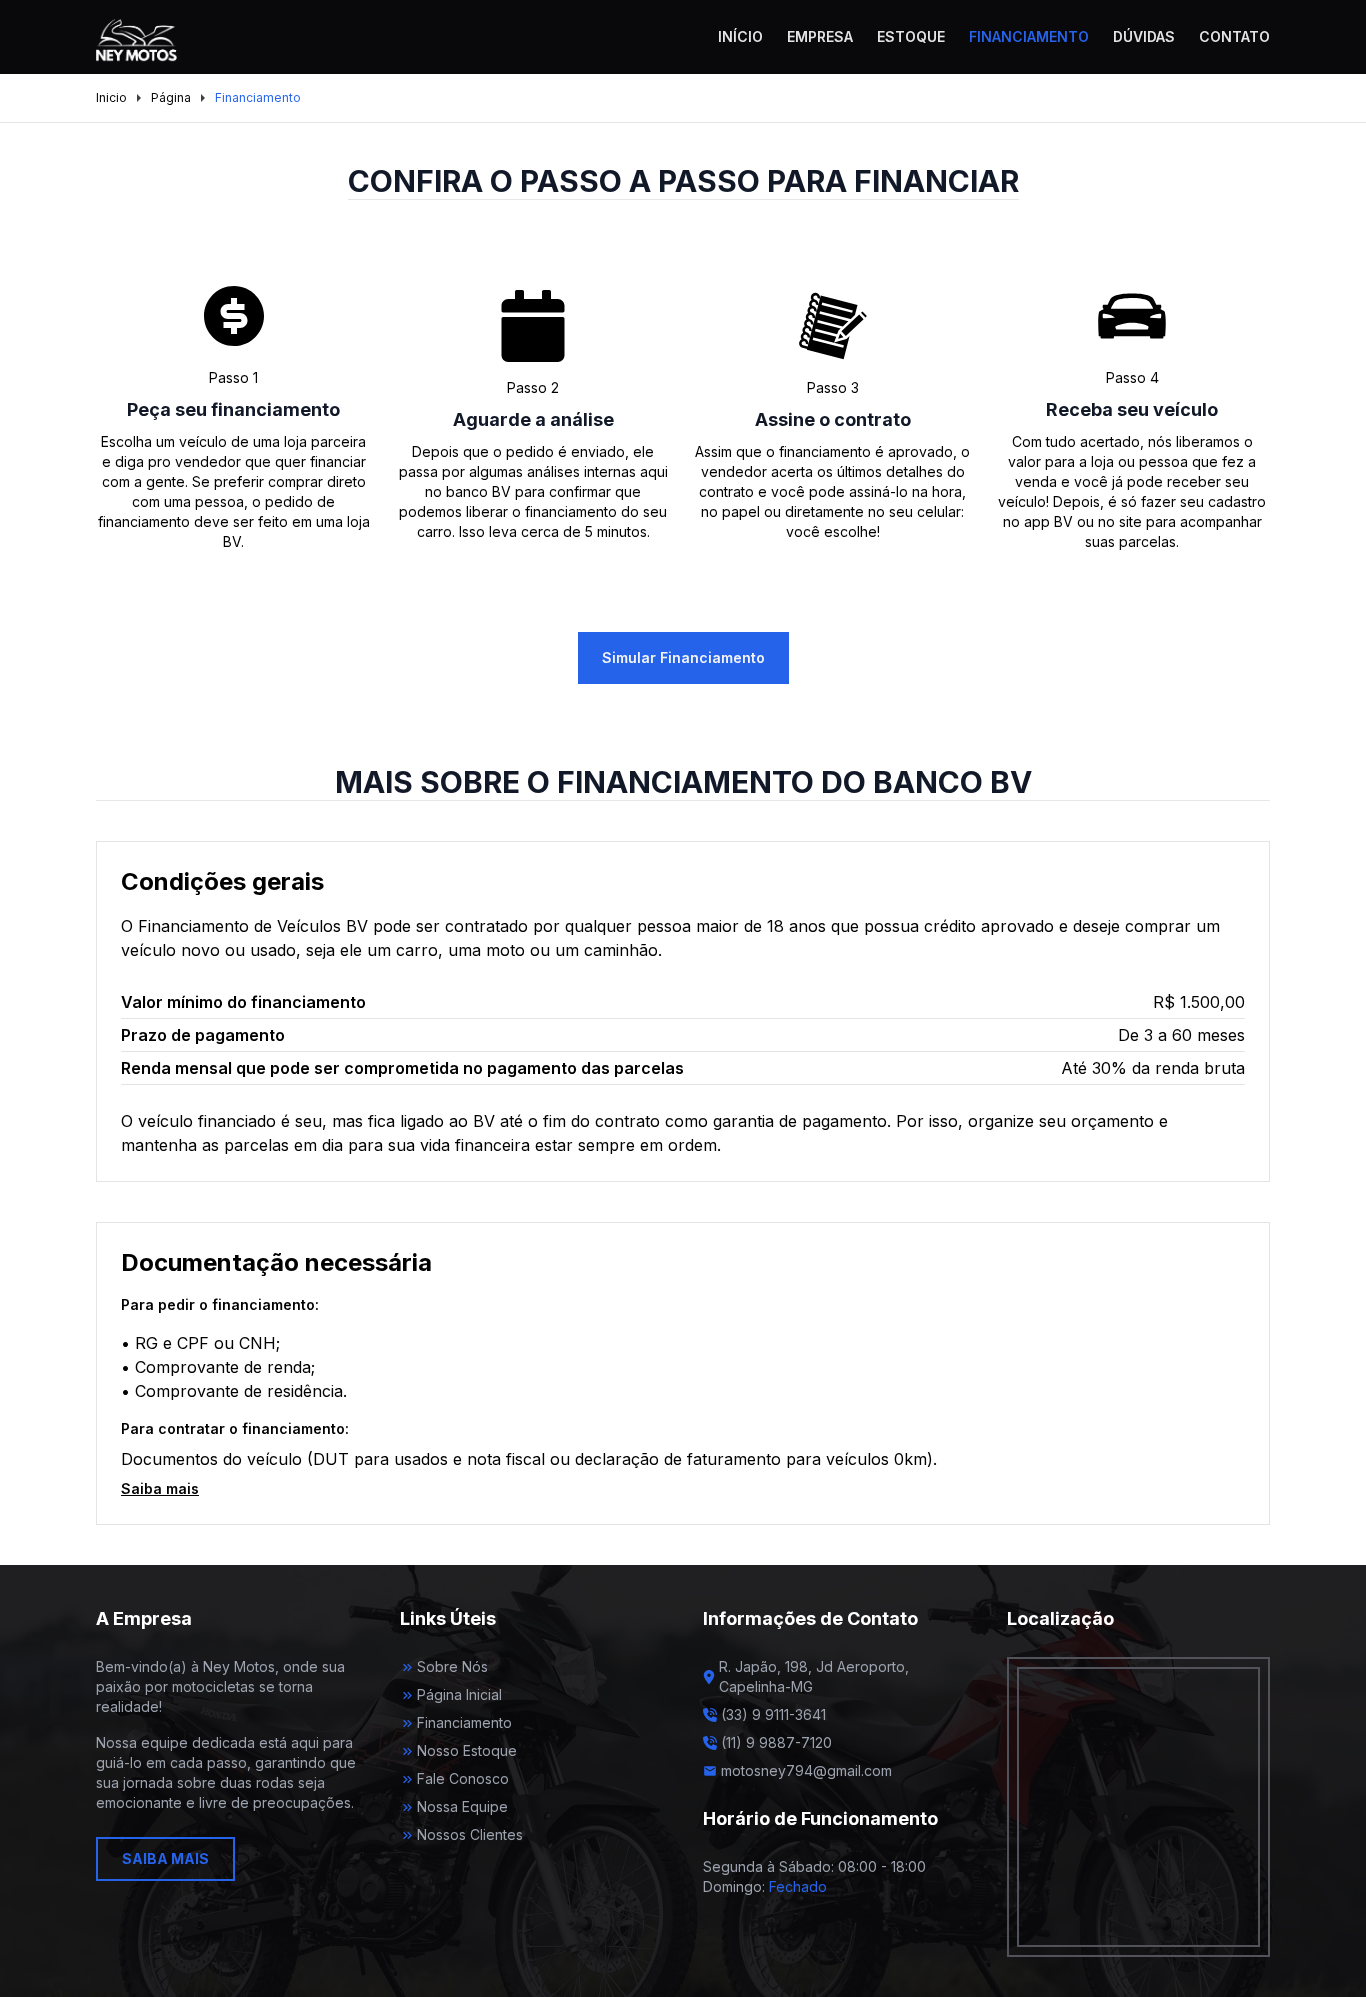 NEY MOTOS
INÍCIO EMPRESA ESTOQUE FINANCIAMENTO DÚVIDAS CONTATO
Inicio Página Financiamento
CONFIRA O PASSO A PASSO PARA FINANCIAR
Passo 1
Peça seu financiamento
Escolha um veículo de uma loja parceira
e diga pro vendedor que quer financiar
com a gente. Se preferir comprar direto
com uma pessoa, o pedido de
financiamento deve ser feito em uma loja
BV.
Passo 2
Aguarde a análise
Depois que o pedido é enviado, ele
passa por algumas análises internas aqui
no banco BV para confirmar que
podemos liberar o financiamento do seu
carro. Isso leva cerca de 5 minutos.
Passo 3
Assine o contrato
Assim que o financiamento é aprovado, o
vendedor acerta os últimos detalhes do
contrato e você pode assiná-lo na hora,
no papel ou diretamente no seu celular:
você escolhe!
Passo 4
Receba seu veículo
Com tudo acertado, nós liberamos o
valor para a loja ou pessoa que fez a
venda e você já pode receber seu
veículo! Depois, é só fazer seu cadastro
no app BV ou no site para acompanhar
suas parcelas.
Simular Financiamento
MAIS SOBRE O FINANCIAMENTO DO BANCO BV
Condições gerais
O Financiamento de Veículos BV pode ser contratado por qualquer pessoa maior de 18 anos que possua crédito aprovado e deseje comprar um
veículo novo ou usado, seja ele um carro, uma moto ou um caminhão.
Valor mínimo do financiamento R$ 1.500,00
Prazo de pagamento De 3 a 60 meses
Renda mensal que pode ser comprometida no pagamento das parcelas Até 30% da renda bruta
O veículo financiado é seu, mas fica ligado ao BV até o fim do contrato como garantia de pagamento. Por isso, organize seu orçamento e
mantenha as parcelas em dia para sua vida financeira estar sempre em ordem.
Documentação necessária
Para pedir o financiamento:
• RG e CPF ou CNH;
• Comprovante de renda;
• Comprovante de residência.
Para contratar o financiamento:
Documentos do veículo (DUT para usados e nota fiscal ou declaração de faturamento para veículos 0km).
Saiba mais
A Empresa
Bem-vindo(a) à Ney Motos, onde sua
paixão por motocicletas se torna
realidade!
Nossa equipe dedicada está aqui para
guiá-lo em cada passo, garantindo que
sua jornada sobre duas rodas seja
emocionante e livre de preocupações.
SAIBA MAIS
Links Úteis
Sobre Nós
Página Inicial
Financiamento
Nosso Estoque
Fale Conosco
Nossa Equipe
Nossos Clientes
Informações de Contato
R. Japão, 198, Jd Aeroporto,
Capelinha-MG
(33) 9 9111-3641
(11) 9 9887-7120
motosney794@gmail.com
Horário de Funcionamento
Segunda à Sábado: 08:00 - 18:00
Domingo: Fechado
Localização
HONDA